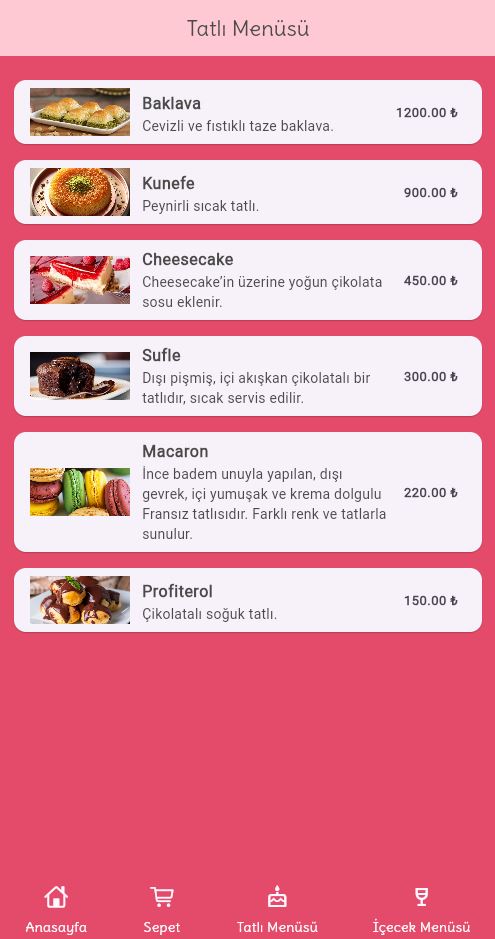 Tatlı Menüsü
Baklava
Cevizli ve fıstıklı taze baklava.
1200.00 ₺
Kunefe
Peynirli sıcak tatlı.
900.00 ₺
Cheesecake
Cheesecake’in üzerine yoğun çikolata
sosu eklenir.
450.00 ₺
Sufle
Dışı pişmiş, içi akışkan çikolatalı bir
tatlıdır, sıcak servis edilir.
300.00 ₺
Macaron
İnce badem unuyla yapılan, dışı
gevrek, içi yumuşak ve krema dolgulu
Fransız tatlısıdır. Farklı renk ve tatlarla
sunulur.
220.00 ₺
Profiterol
Çikolatalı soğuk tatlı.
150.00 ₺
Anasayfa
Sepet
Tatlı Menüsü
İçecek Menüsü